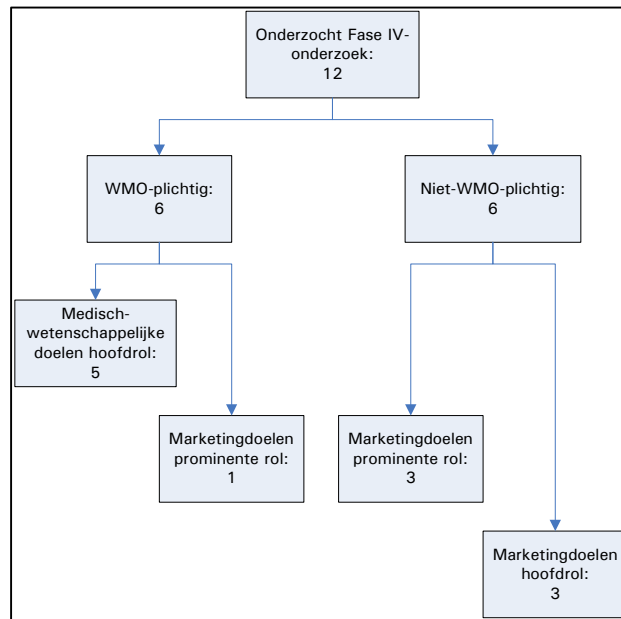 Onderzocht Fase IV-
onderzoek:
12
WMO-plichtig:
6
Niet-WMO-plichtig:
6
Medisch-
wetenschappelijke
doelen hoofdrol:
5
Marketingdoelen
prominente rol:
1
Marketingdoelen
prominente rol:
3
Marketingdoelen
hoofdrol:
3